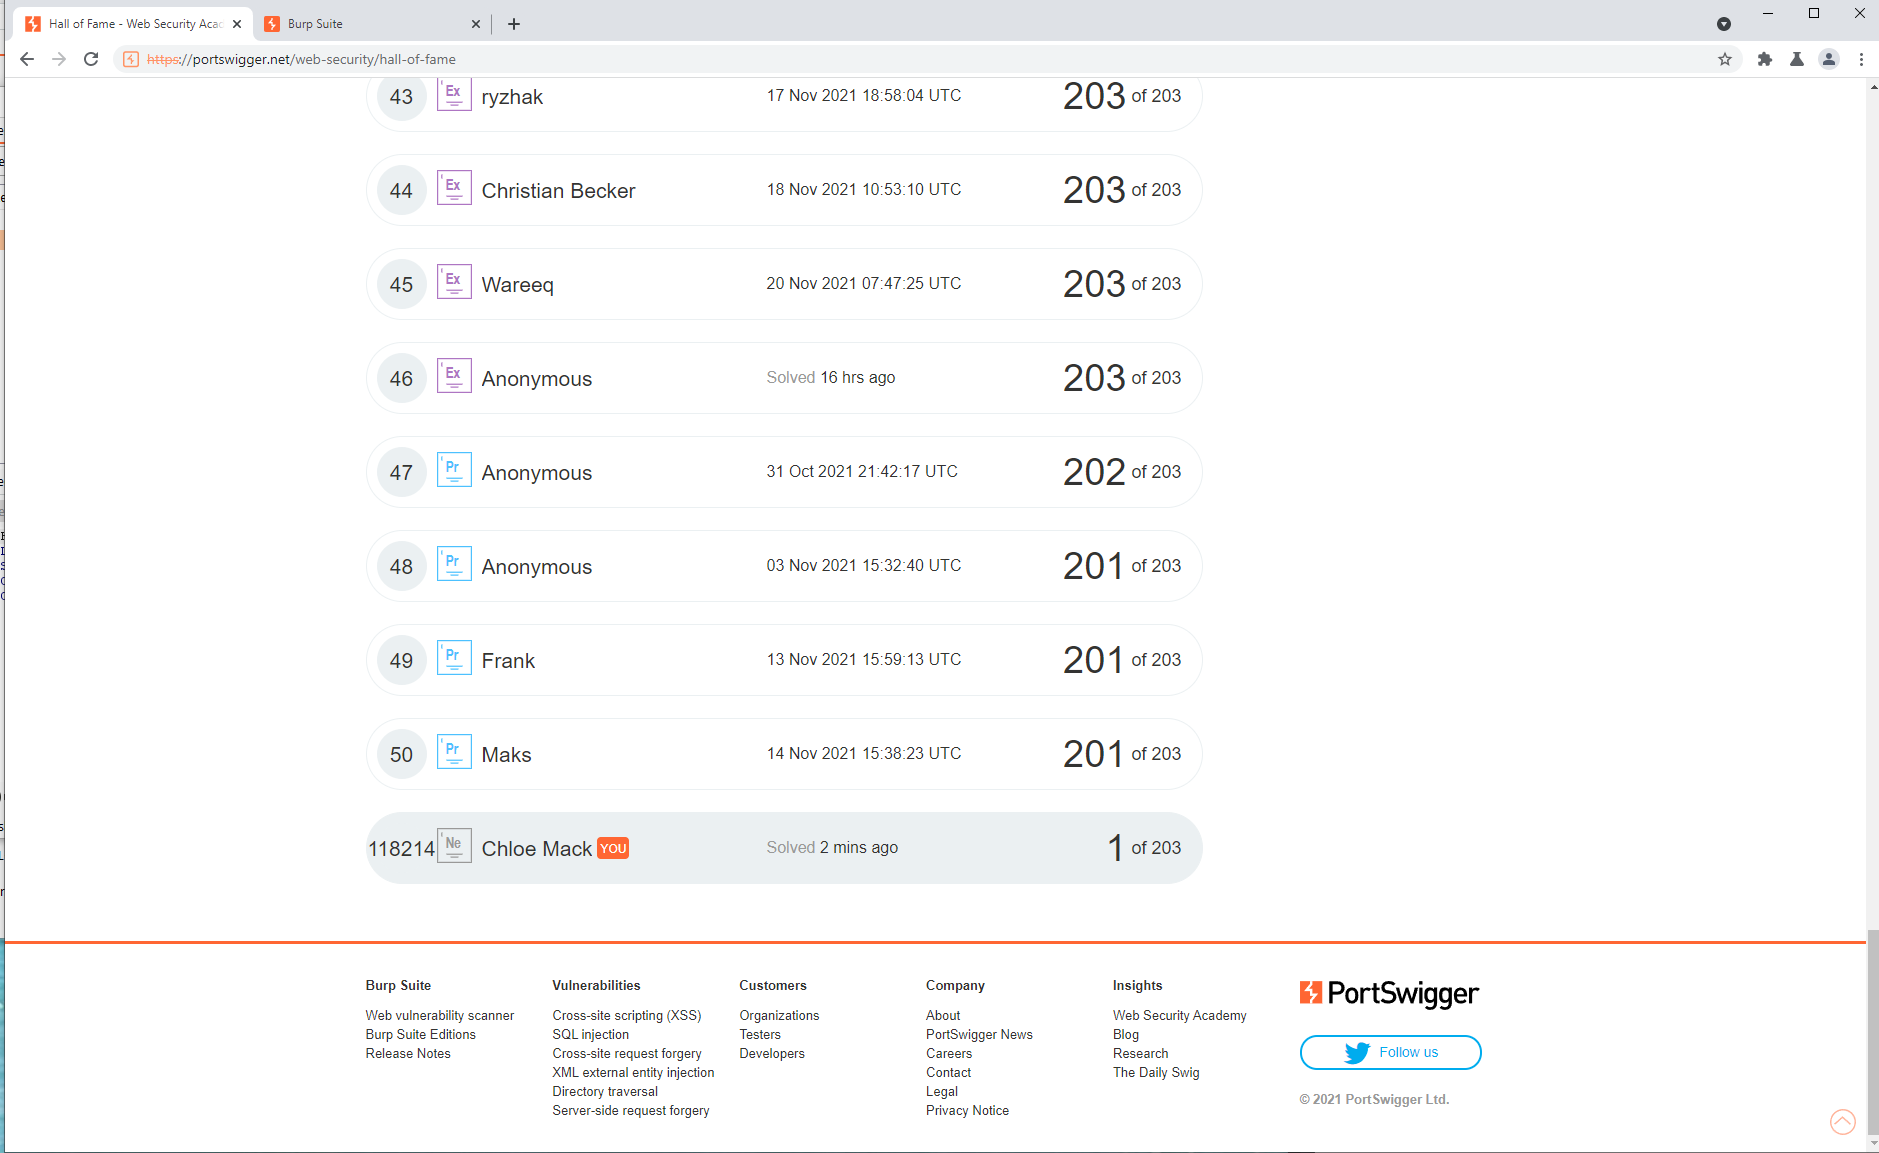 Hall of Fame - Web Security Aca
Burp Suite
https://portswigger.net/web-security/hall-of-fame
43 Ex ryzhak 17 Nov 2021 18:58:04 UTC 203 of 203
44 Ex Christian Becker 18 Nov 2021 10:53:10 UTC 203 of 203
45 Ex Wareeq 20 Nov 2021 07:47:25 UTC 203 of 203
46 Ex Anonymous Solved 16 hrs ago 203 of 203
47 Pr Anonymous 31 Oct 2021 21:42:17 UTC 202 of 203
48 Pr Anonymous 03 Nov 2021 15:32:40 UTC 201 of 203
49 Pr Frank 13 Nov 2021 15:59:13 UTC 201 of 203
50 Pr Maks 14 Nov 2021 15:38:23 UTC 201 of 203
118214 Ne Chloe Mack YOU Solved 2 mins ago 1 of 203
Burp Suite
Web vulnerability scanner
Burp Suite Editions
Release Notes
Vulnerabilities
Cross-site scripting (XSS)
SQL injection
Cross-site request forgery
XML external entity injection
Directory traversal
Server-side request forgery
Customers
Organizations
Testers
Developers
Company
About
PortSwigger News
Careers
Contact
Legal
Privacy Notice
Insights
Web Security Academy
Blog
Research
The Daily Swig
PortSwigger
Follow us
© 2021 PortSwigger Ltd.